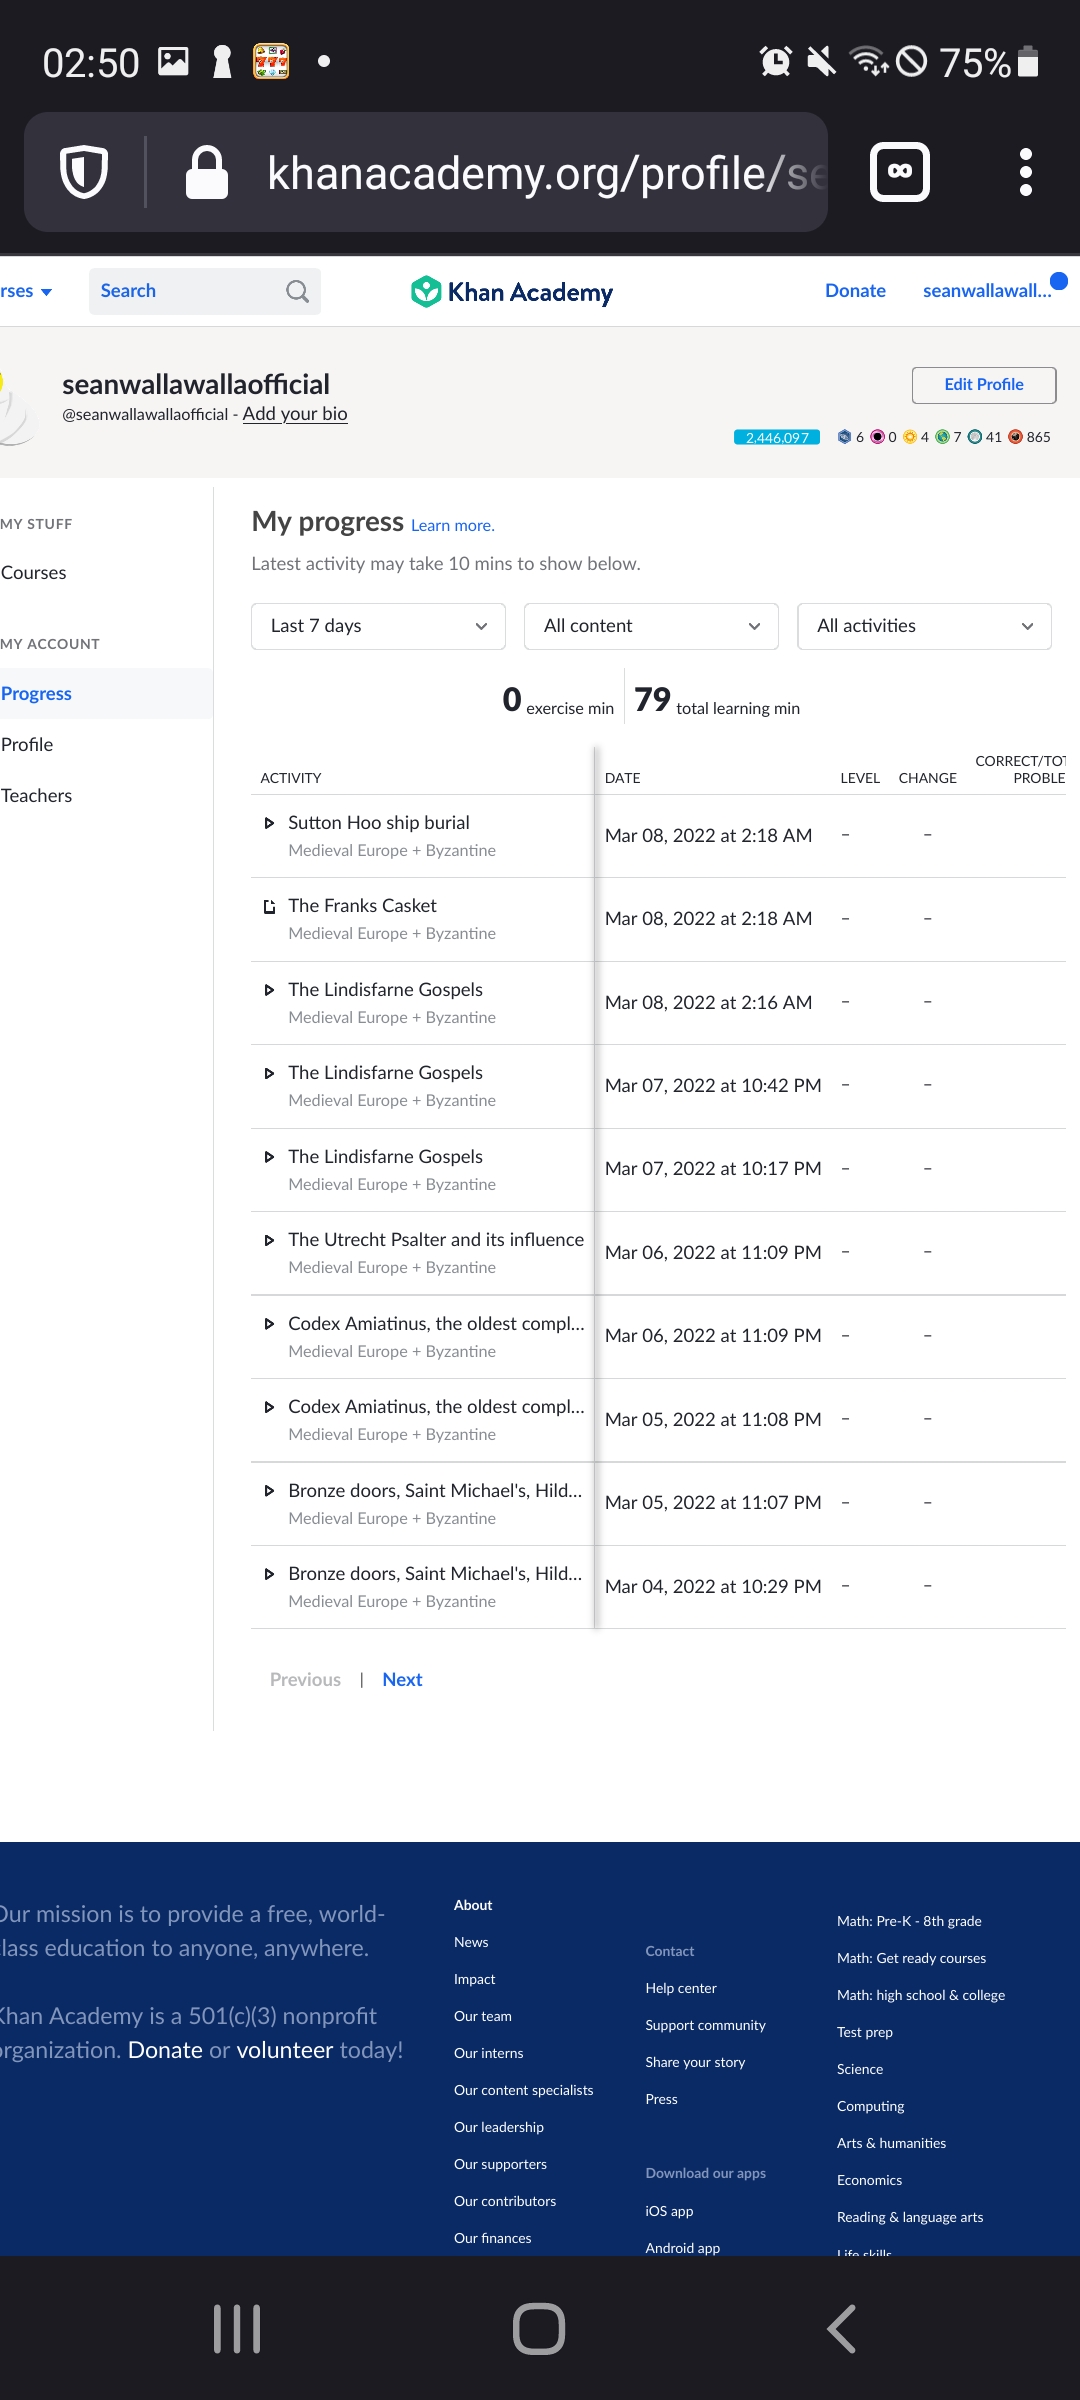 02:50
75%
khanacademy.org/profile/se
rses
Search
Khan Academy
Donate
seanwallawall...
seanwallawallaofficial
@seanwallawallaofficial - Add your bio
Edit Profile
2,446,097
6 0 4 7 41 865
MY STUFF
Courses
MY ACCOUNT
Progress
Profile
Teachers
My progress Learn more.
Latest activity may take 10 mins to show below.
Last 7 days
All content
All activities
0 exercise min
79 total learning min
ACTIVITY
DATE
LEVEL
CHANGE
CORRECT/TOT
PROBLE
Sutton Hoo ship burial
Medieval Europe + Byzantine
Mar 08, 2022 at 2:18 AM – –
The Franks Casket
Medieval Europe + Byzantine
Mar 08, 2022 at 2:18 AM – –
The Lindisfarne Gospels
Medieval Europe + Byzantine
Mar 08, 2022 at 2:16 AM – –
The Lindisfarne Gospels
Medieval Europe + Byzantine
Mar 07, 2022 at 10:42 PM – –
The Lindisfarne Gospels
Medieval Europe + Byzantine
Mar 07, 2022 at 10:17 PM – –
The Utrecht Psalter and its influence
Medieval Europe + Byzantine
Mar 06, 2022 at 11:09 PM – –
Codex Amiatinus, the oldest compl...
Medieval Europe + Byzantine
Mar 06, 2022 at 11:09 PM – –
Codex Amiatinus, the oldest compl...
Medieval Europe + Byzantine
Mar 05, 2022 at 11:08 PM – –
Bronze doors, Saint Michael's, Hild...
Medieval Europe + Byzantine
Mar 05, 2022 at 11:07 PM – –
Bronze doors, Saint Michael's, Hild...
Medieval Europe + Byzantine
Mar 04, 2022 at 10:29 PM – –
Previous | Next
Our mission is to provide a free, world-
class education to anyone, anywhere.
Khan Academy is a 501(c)(3) nonprofit
organization. Donate or volunteer today!
About
News
Impact
Our team
Our interns
Our content specialists
Our leadership
Our supporters
Our contributors
Our finances
Contact
Help center
Support community
Share your story
Press
Download our apps
iOS app
Android app
Math: Pre-K - 8th grade
Math: Get ready courses
Math: high school & college
Test prep
Science
Computing
Arts & humanities
Economics
Reading & language arts
Life skills